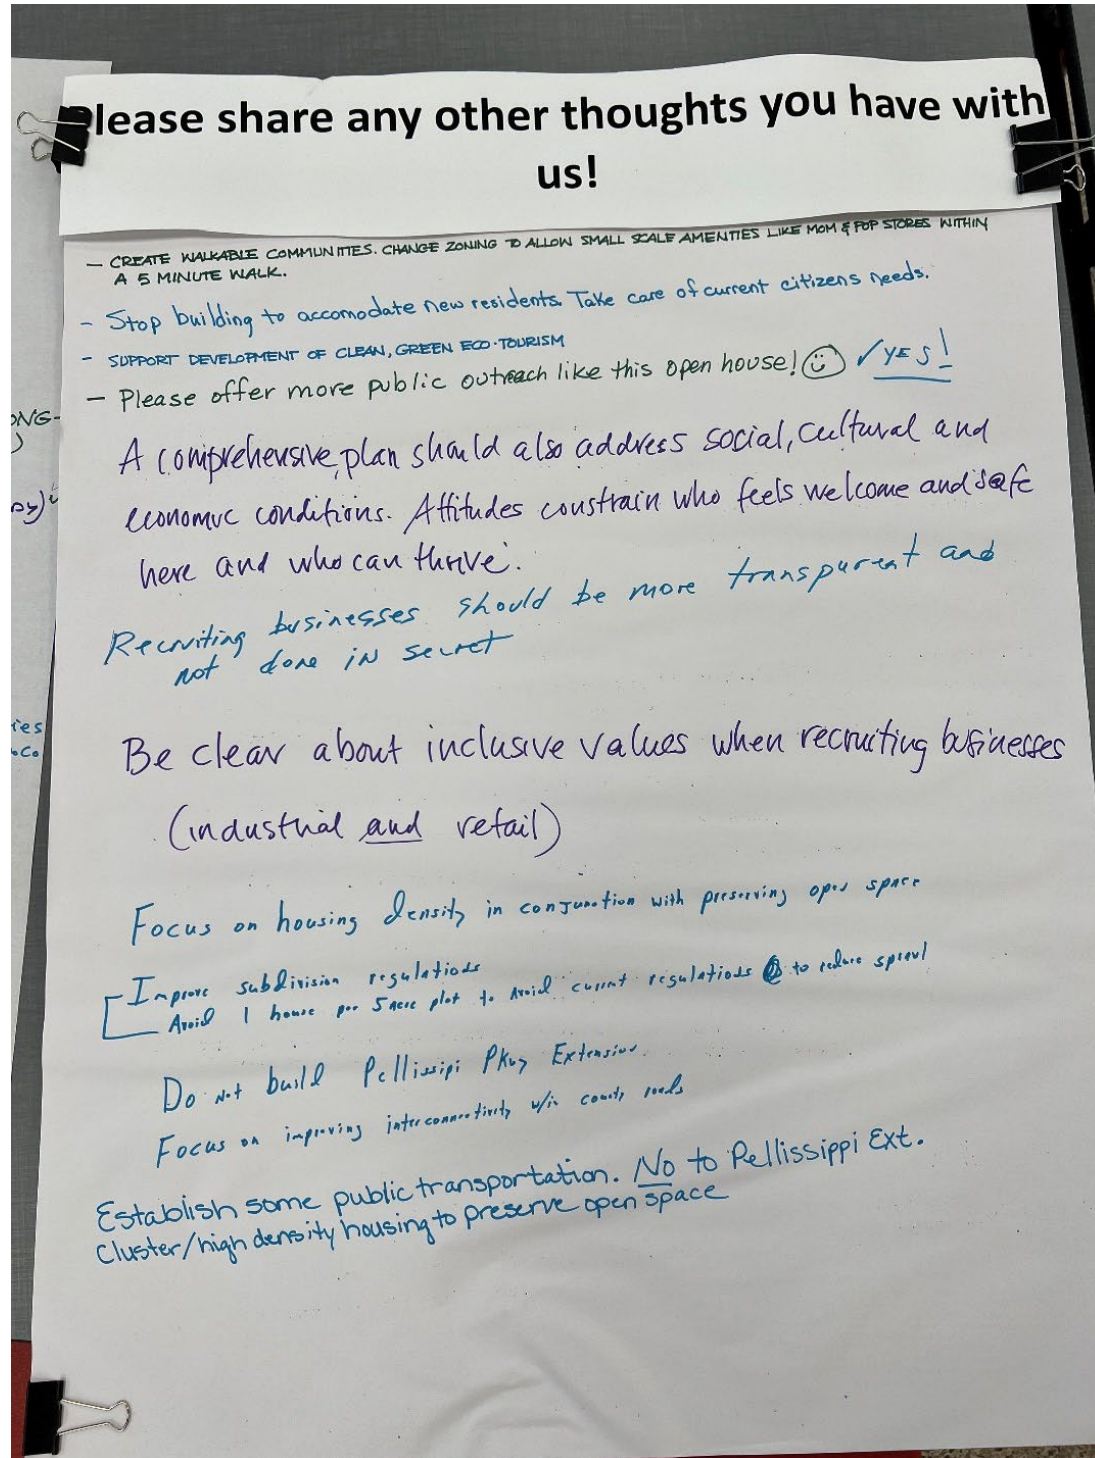 Please share any other thoughts you have with
us!
— CREATE WALKABLE COMMUNITIES. CHANGE ZONING TO ALLOW SMALL SCALE AMENITIES LIKE MOM & POP STORES WITHIN
A 5 MINUTE WALK.
- Stop building to accomodate new residents. Take care of current citizens needs.
- SUPPORT DEVELOPMENT OF CLEAN, GREEN ECO-TOURISM
- Please offer more public outreach like this open house! ☺ ✓ YES!
A comprehensive plan should also address social, cultural and
economic conditions. Attitudes constrain who feels welcome and safe
here and who can thrive.
Recruiting businesses should be more transparent and
not done in secret
Be clear about inclusive values when recruiting businesses
(industrial and retail)
Focus on housing density in conjunction with preserving open space
Improve subdivision regulations
Avoid 1 house per 5 acre plot to avoid current regulations to reduce sprawl
Do not build Pellissipi Pkwy Extension.
Focus on improving interconnectivity w/in county roads
Establish some public transportation. No to Pellissippi Ext.
Cluster/high density housing to preserve open space
ONG-
)
ies